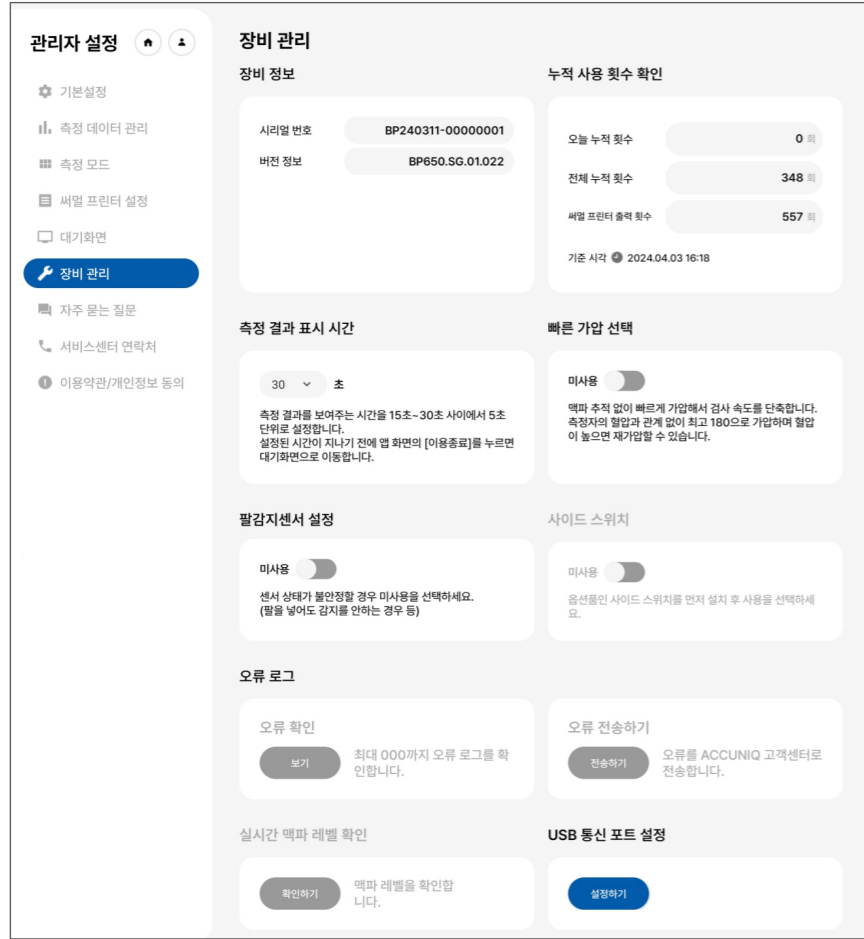 관리자 설정
기본설정
측정 데이터 관리
측정 모드
써멀 프린터 설정
대기화면
장비 관리
자주 묻는 질문
서비스센터 연락처
이용약관/개인정보 동의
장비 관리
장비 정보
시리얼 번호 BP240311-00000001
버전 정보 BP650.SG.01.022
누적 사용 횟수 확인
오늘 누적 횟수 0 회
전체 누적 횟수 348 회
써멀 프린터 출력 횟수 557 회
기준 시각 2024.04.03 16:18
측정 결과 표시 시간
30 초
측정 결과를 보여주는 시간을 15초~30초 사이에서 5초
단위로 설정합니다.
설정된 시간이 지나기 전에 앱 화면의 [이용종료]를 누르면
대기화면으로 이동합니다.
빠른 가압 선택
미사용
맥파 추적 없이 빠르게 가압해서 검사 속도를 단축합니다.
측정자의 혈압과 관계 없이 최고 180으로 가압하며 혈압
이 높으면 재가압할 수 있습니다.
팔감지센서 설정
미사용
센서 상태가 불안정할 경우 미사용을 선택하세요.
(팔을 넣어도 감지를 안하는 경우 등)
사이드 스위치
미사용
옵션품인 사이드 스위치를 먼저 설치 후 사용을 선택하세
요.
오류 로그
오류 확인
보기
최대 000까지 오류 로그를 확
인합니다.
오류 전송하기
전송하기
오류를 ACCUNIQ 고객센터로
전송합니다.
실시간 맥파 레벨 확인
확인하기
맥파 레벨을 확인합
니다.
USB 통신 포트 설정
설정하기